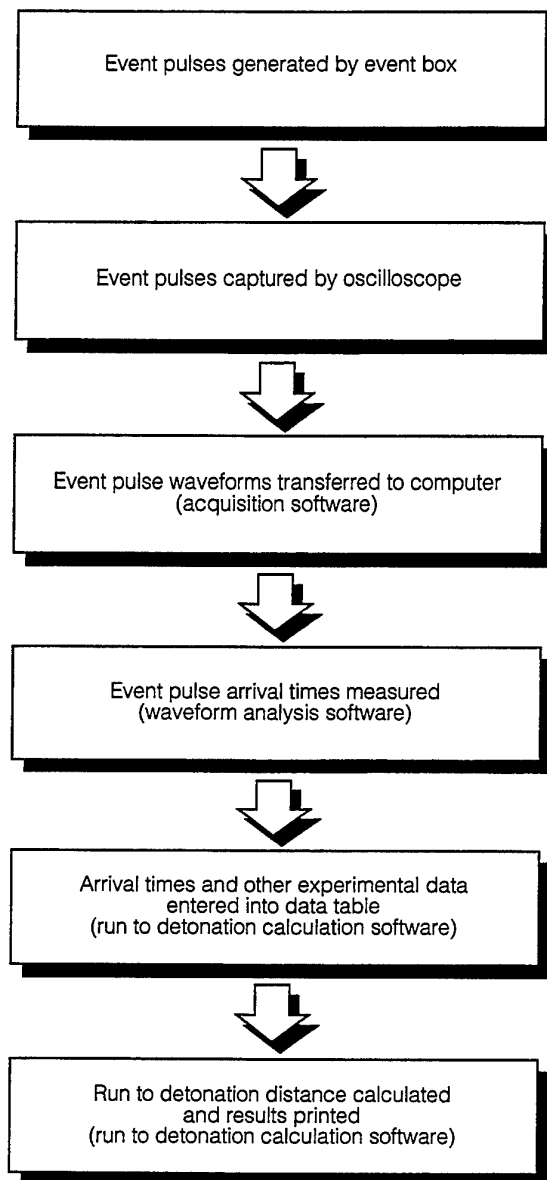 Event pulses generated by event box
Event pulses captured by oscilloscope
Event pulse waveforms transferred to computer
(acquisition software)
Event pulse arrival times measured
(waveform analysis software)
Arrival times and other experimental data
entered into data table
(run to detonation calculation software)
Run to detonation distance calculated
and results printed
(run to detonation calculation software)